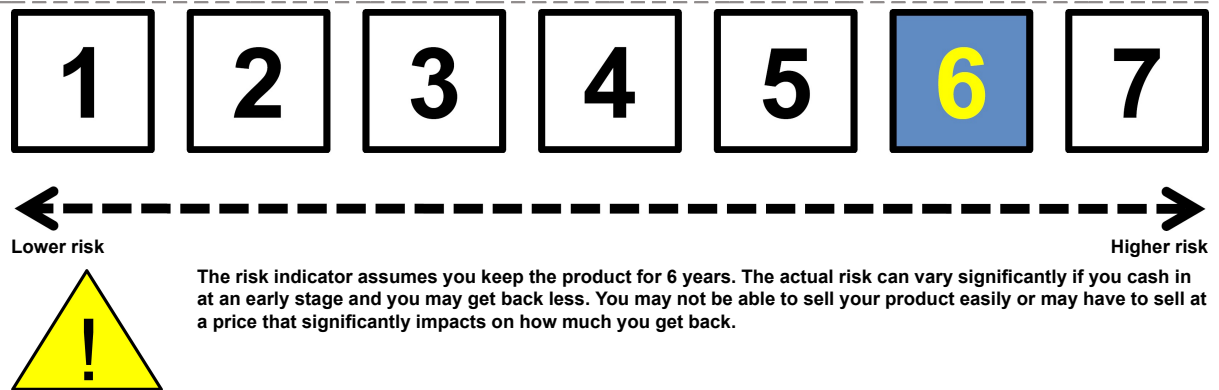 1 2 3 4 5 6 7
Lower risk Higher risk
The risk indicator assumes you keep the product for 6 years. The actual risk can vary significantly if you cash in
at an early stage and you may get back less. You may not be able to sell your product easily or may have to sell at
a price that significantly impacts on how much you get back.
!